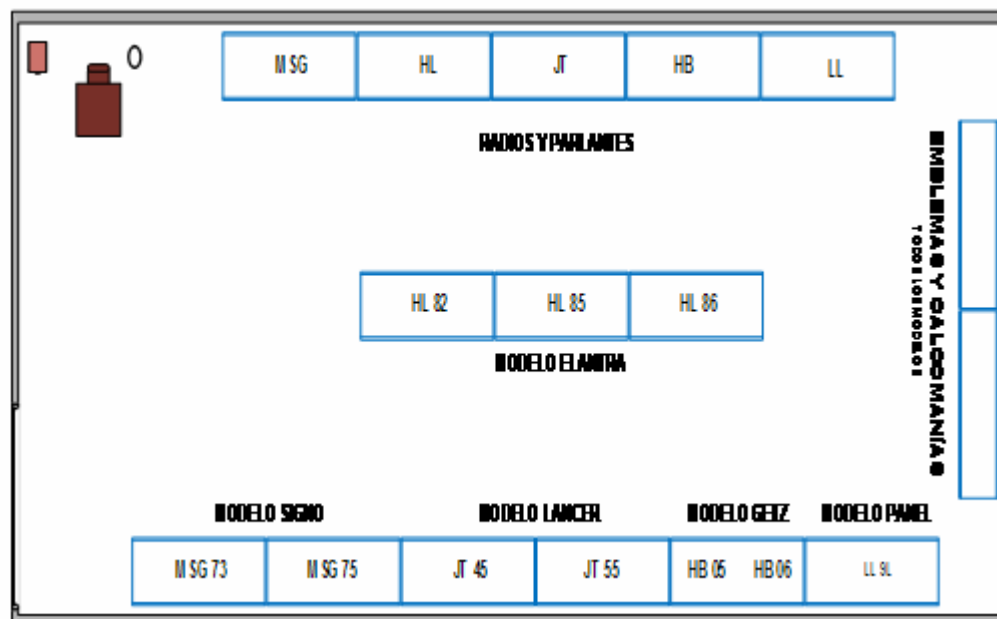 MSG HL JT HB LL
RADIOS Y PARLANTES
EMBLEMAS Y CALCOMANÍAS
TODOS LOS MODELOS
HL 82 HL 85 HL 86
MODELO ELANTRA
MODELO SIGNO MODELO LANCER MODELO GETZ MODELO PANEL
MSG 73 MSG 75 JT 45 JT 55 HB 05 HB 06 LL 9L